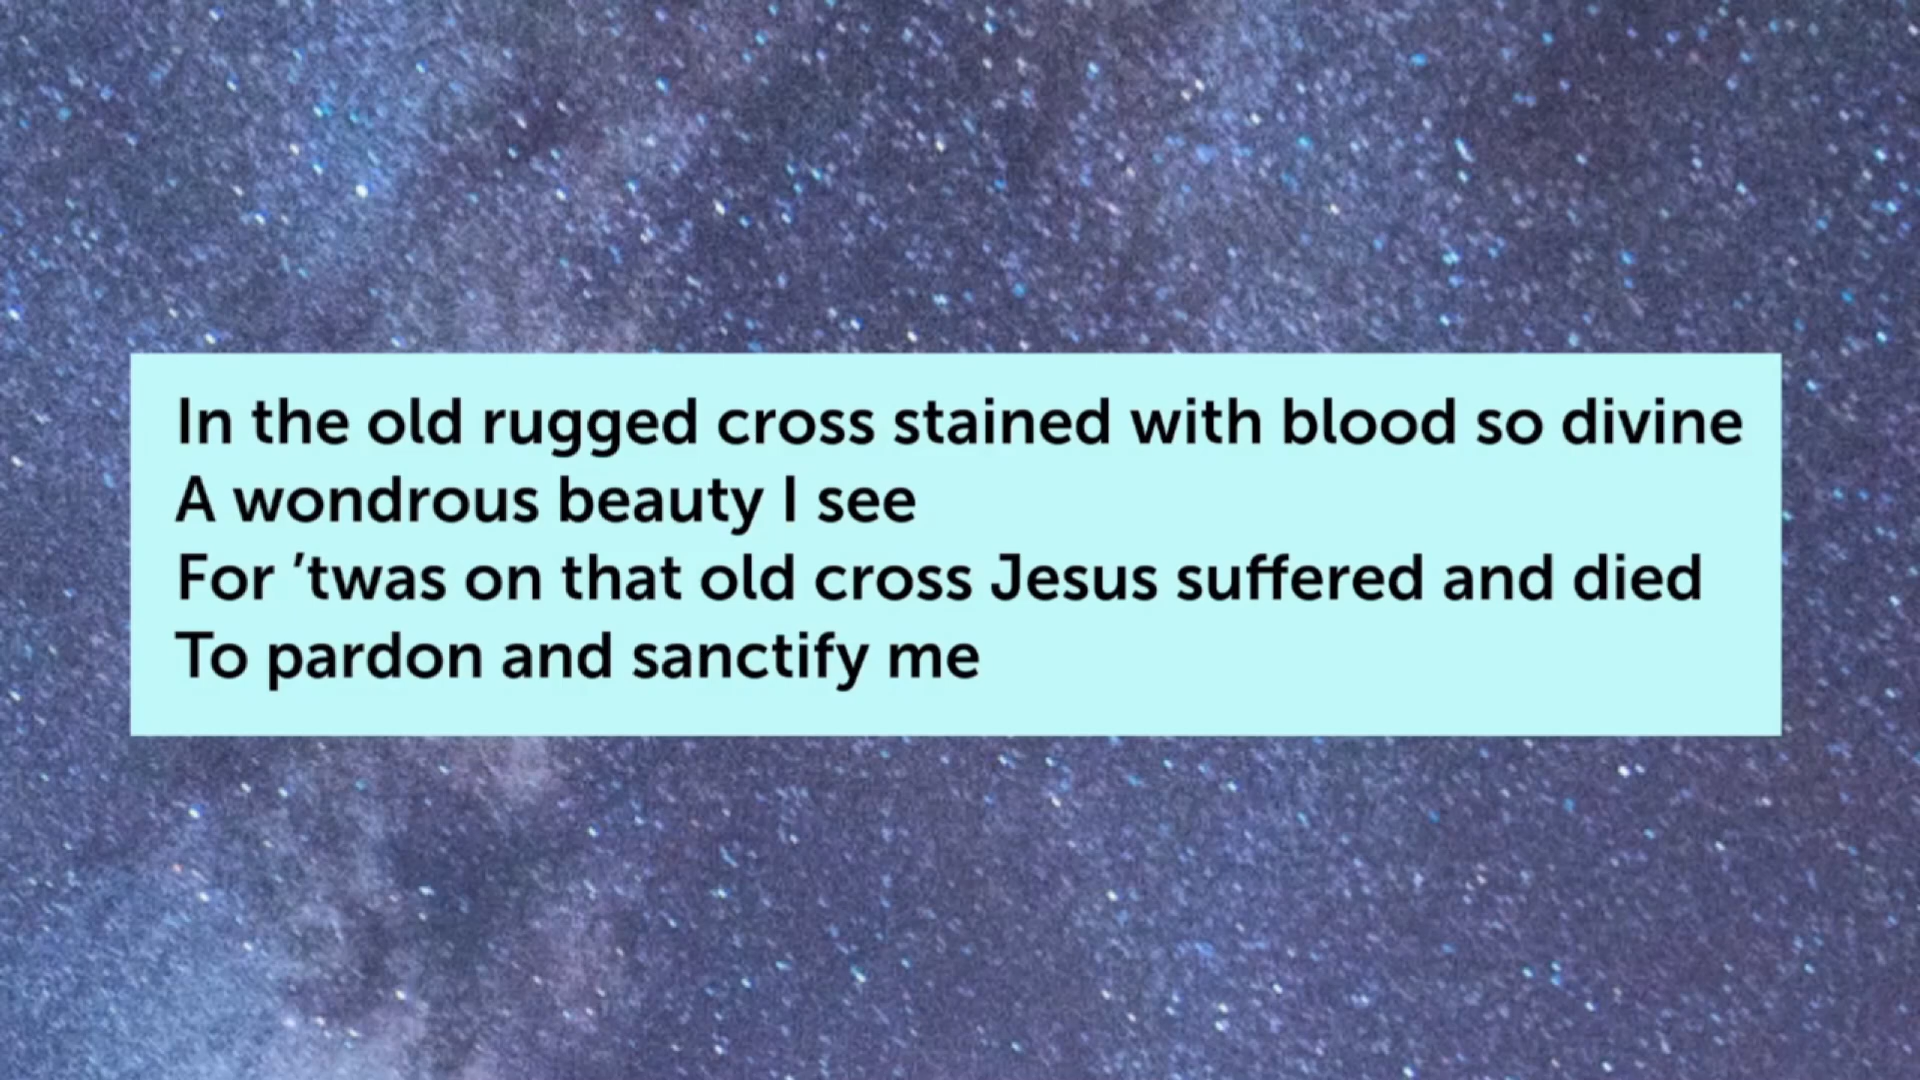 In the old rugged cross stained with blood so divine
A wondrous beauty I see
For ’twas on that old cross Jesus suffered and died
To pardon and sanctify me